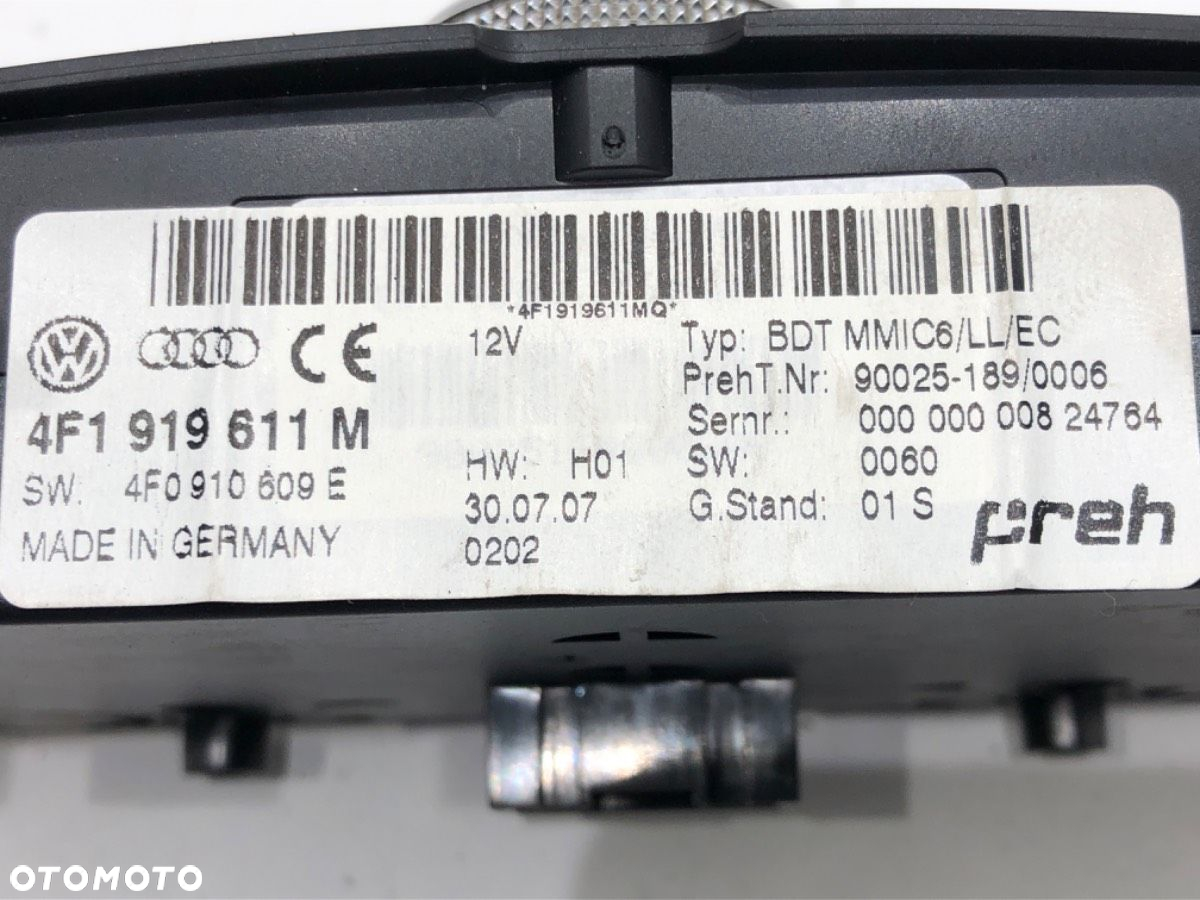 *4F1919611MQ*
12V
Typ: BDT MMIC6/LL/EC
PrehT.Nr: 90025-189/0006
4F1 919 611 M
Sernr.: 000 000 008 24764
SW: 4F0 910 609 E
HW: H01
SW: 0060
30.07.07
G.Stand: 01 S
MADE IN GERMANY
0202
preh
OTOMOTO